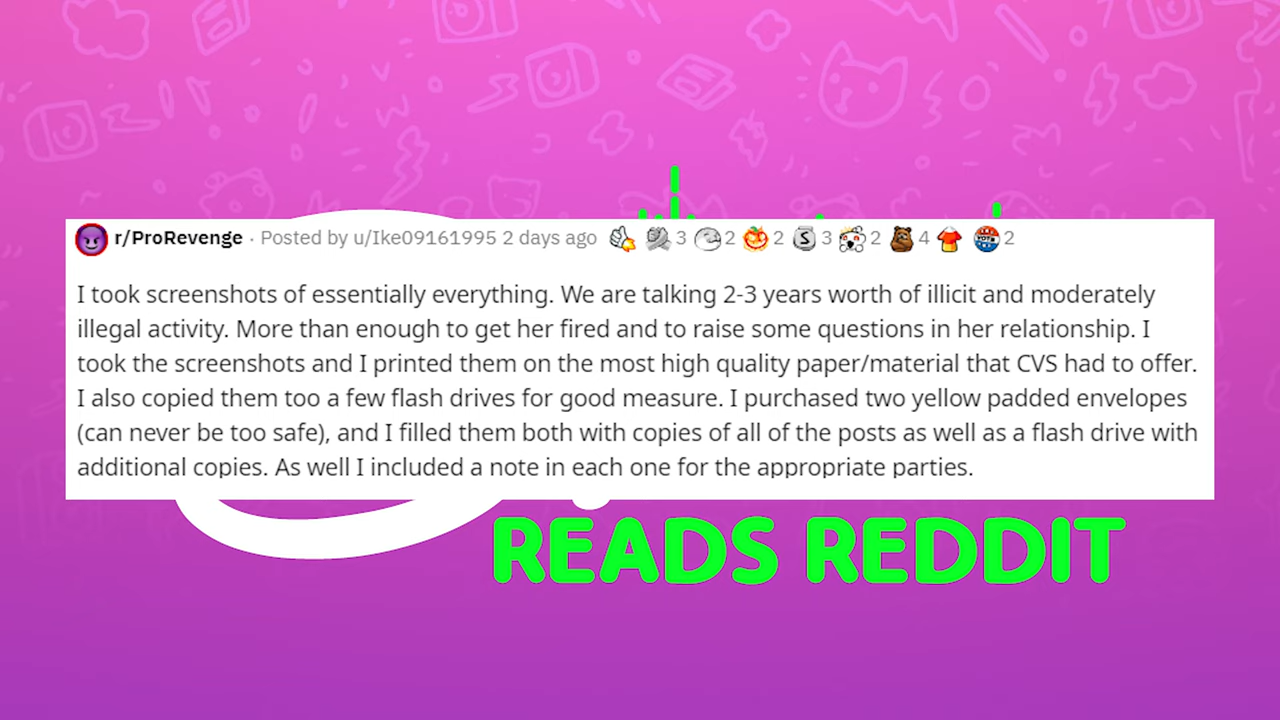 r/ProRevenge · Posted by u/Ike09161995 2 days ago 3 2 2 3 2 4 2
I took screenshots of essentially everything. We are talking 2-3 years worth of illicit and moderately
illegal activity. More than enough to get her fired and to raise some questions in her relationship. I
took the screenshots and I printed them on the most high quality paper/material that CVS had to offer.
I also copied them too a few flash drives for good measure. I purchased two yellow padded envelopes
(can never be too safe), and I filled them both with copies of all of the posts as well as a flash drive with
additional copies. As well I included a note in each one for the appropriate parties.
READS REDDIT